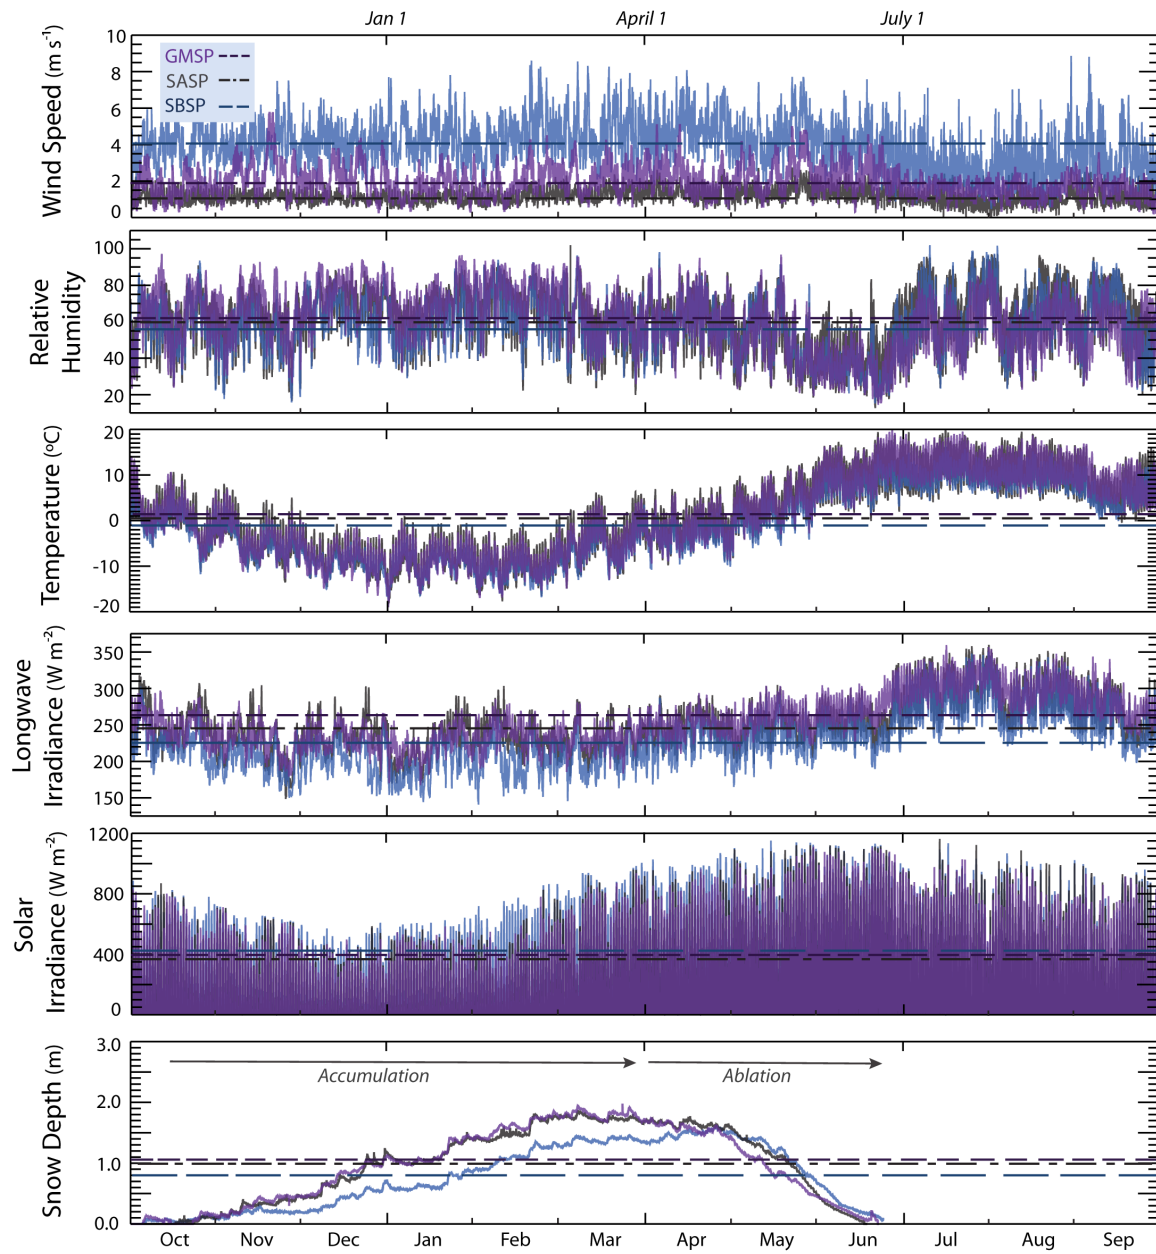 Jan 1 April 1 July 1
Wind Speed (m s⁻¹)
10
8
6
4
2
0
GMSP
SASP
SBSP
Relative
Humidity
100
80
60
40
20
Temperature (ºC)
20
10
0
-10
-20
Longwave
Irradiance (W m⁻²)
350
300
250
200
150
Solar
Irradiance (W m⁻²)
1200
800
400
0
Snow Depth (m)
3.0
2.0
1.0
0.0
Accumulation Ablation
Oct Nov Dec Jan Feb Mar Apr May Jun Jul Aug Sep